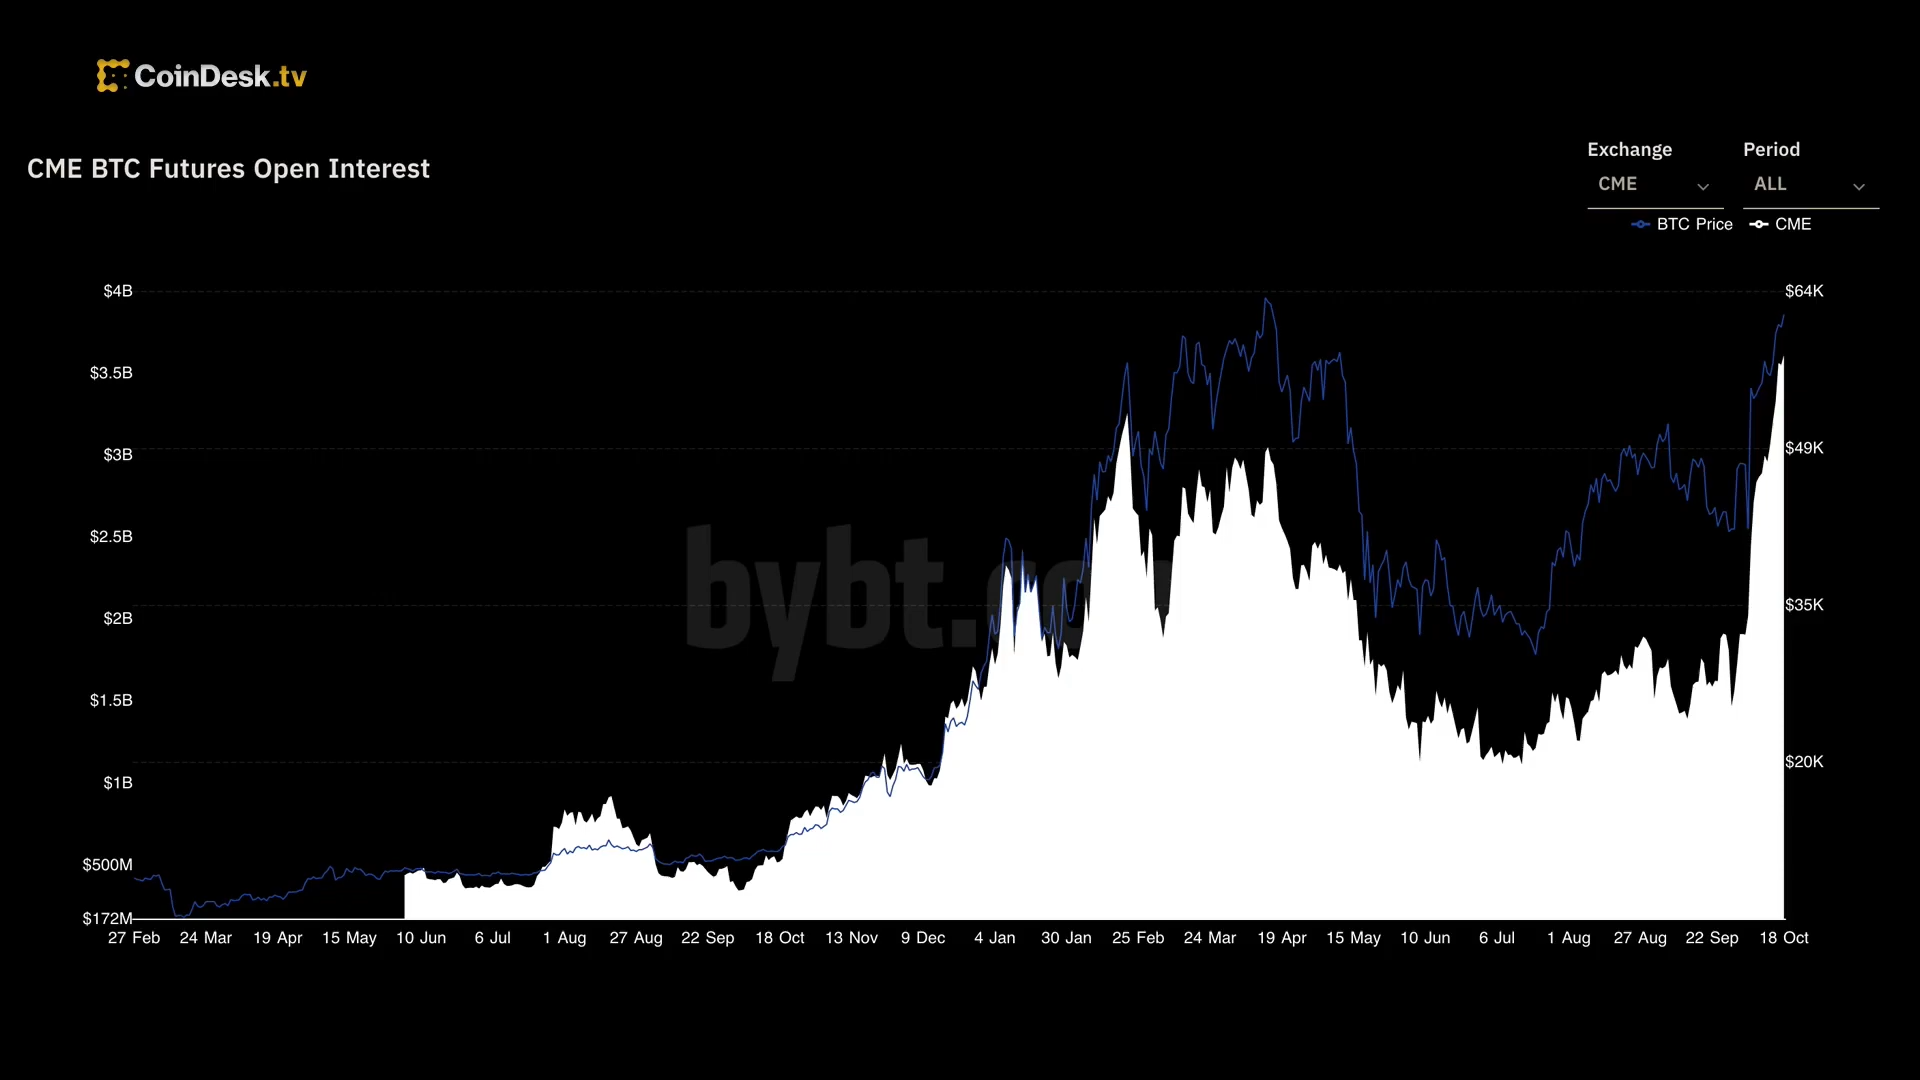 CoinDesk.tv
CME BTC Futures Open Interest
Exchange Period
CME ALL
BTC Price CME
$4B $64K
$3.5B
$3B $49K
$2.5B
$2B $35K
$1.5B
$1B $20K
$500M
$172M
27 Feb 24 Mar 19 Apr 15 May 10 Jun 6 Jul 1 Aug 27 Aug 22 Sep 18 Oct 13 Nov 9 Dec 4 Jan 30 Jan 25 Feb 24 Mar 19 Apr 15 May 10 Jun 6 Jul 1 Aug 27 Aug 22 Sep 18 Oct